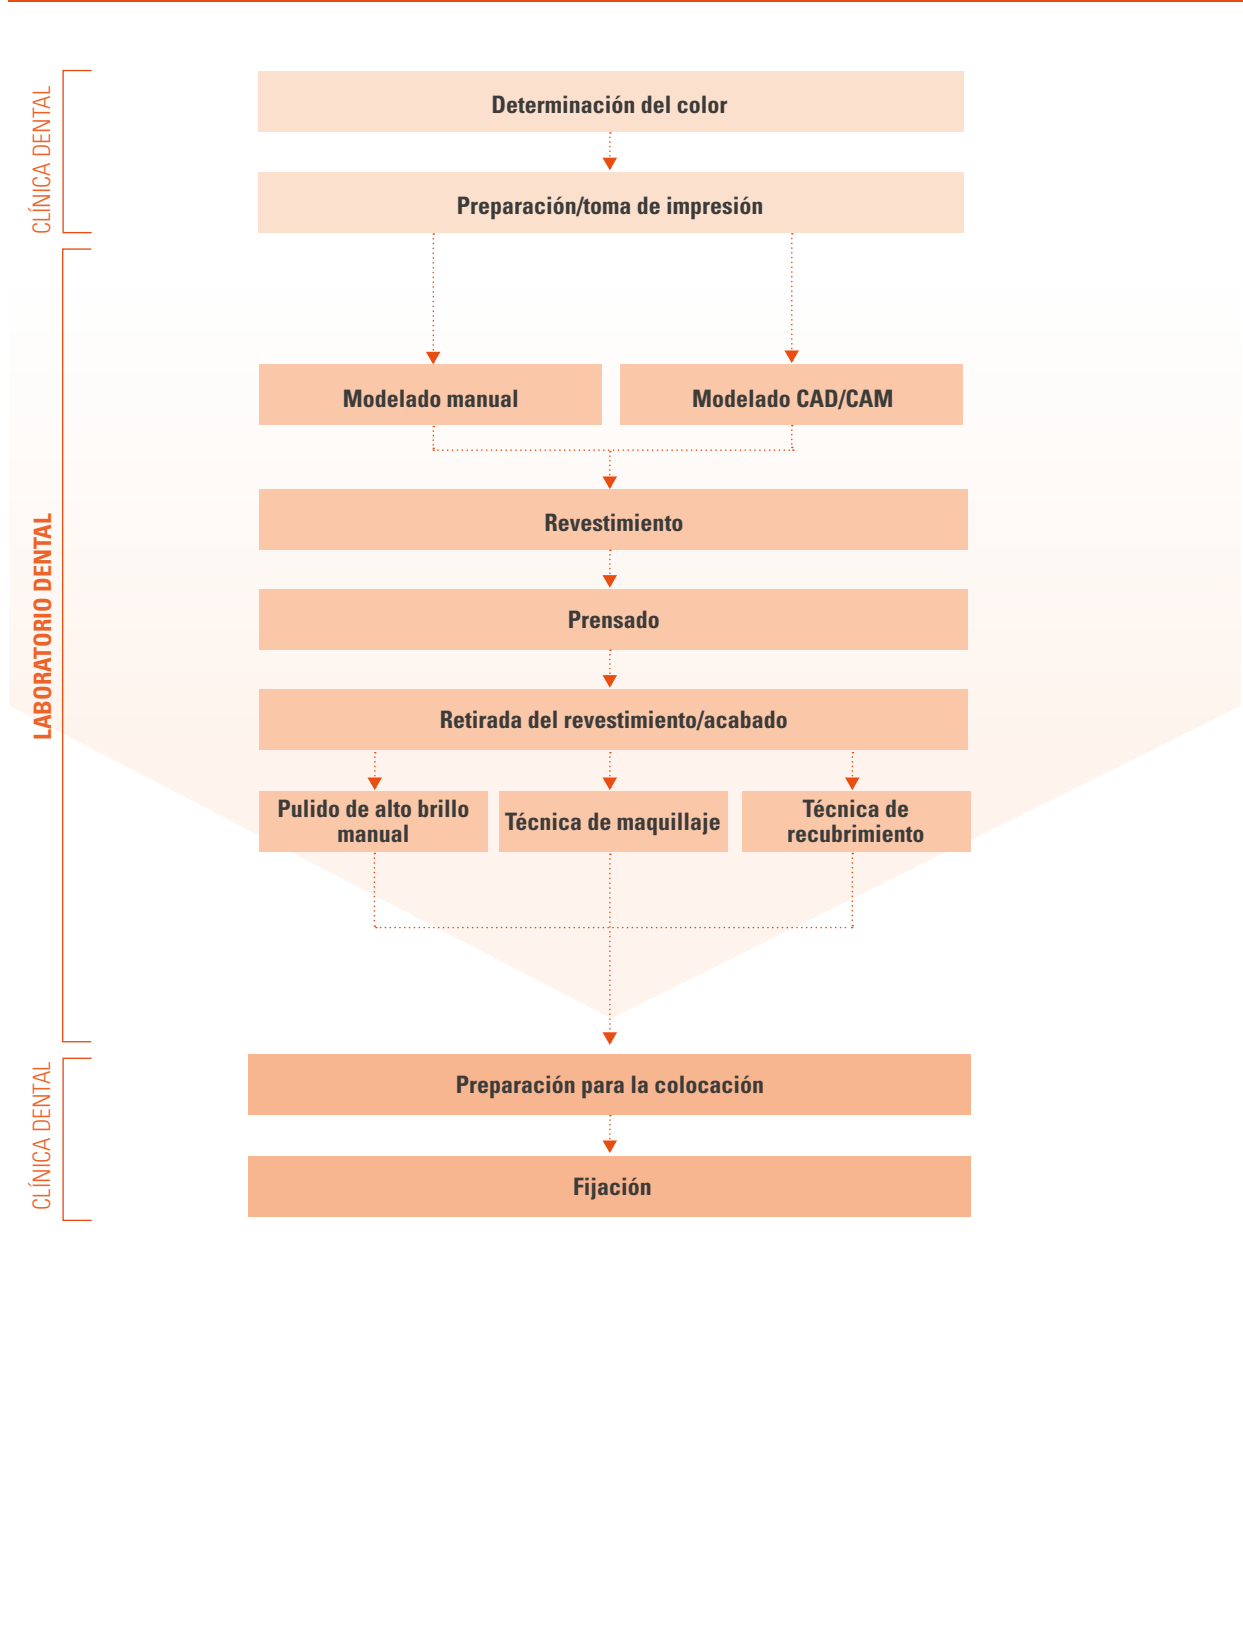 CLÍNICA DENTAL
Determinación del color
Preparación/toma de impresión
LABORATORIO DENTAL
Modelado manual
Modelado CAD/CAM
Revestimiento
Prensado
Retirada del revestimiento/acabado
Pulido de alto brillo
manual
Técnica de maquillaje
Técnica de
recubrimiento
CLÍNICA DENTAL
Preparación para la colocación
Fijación